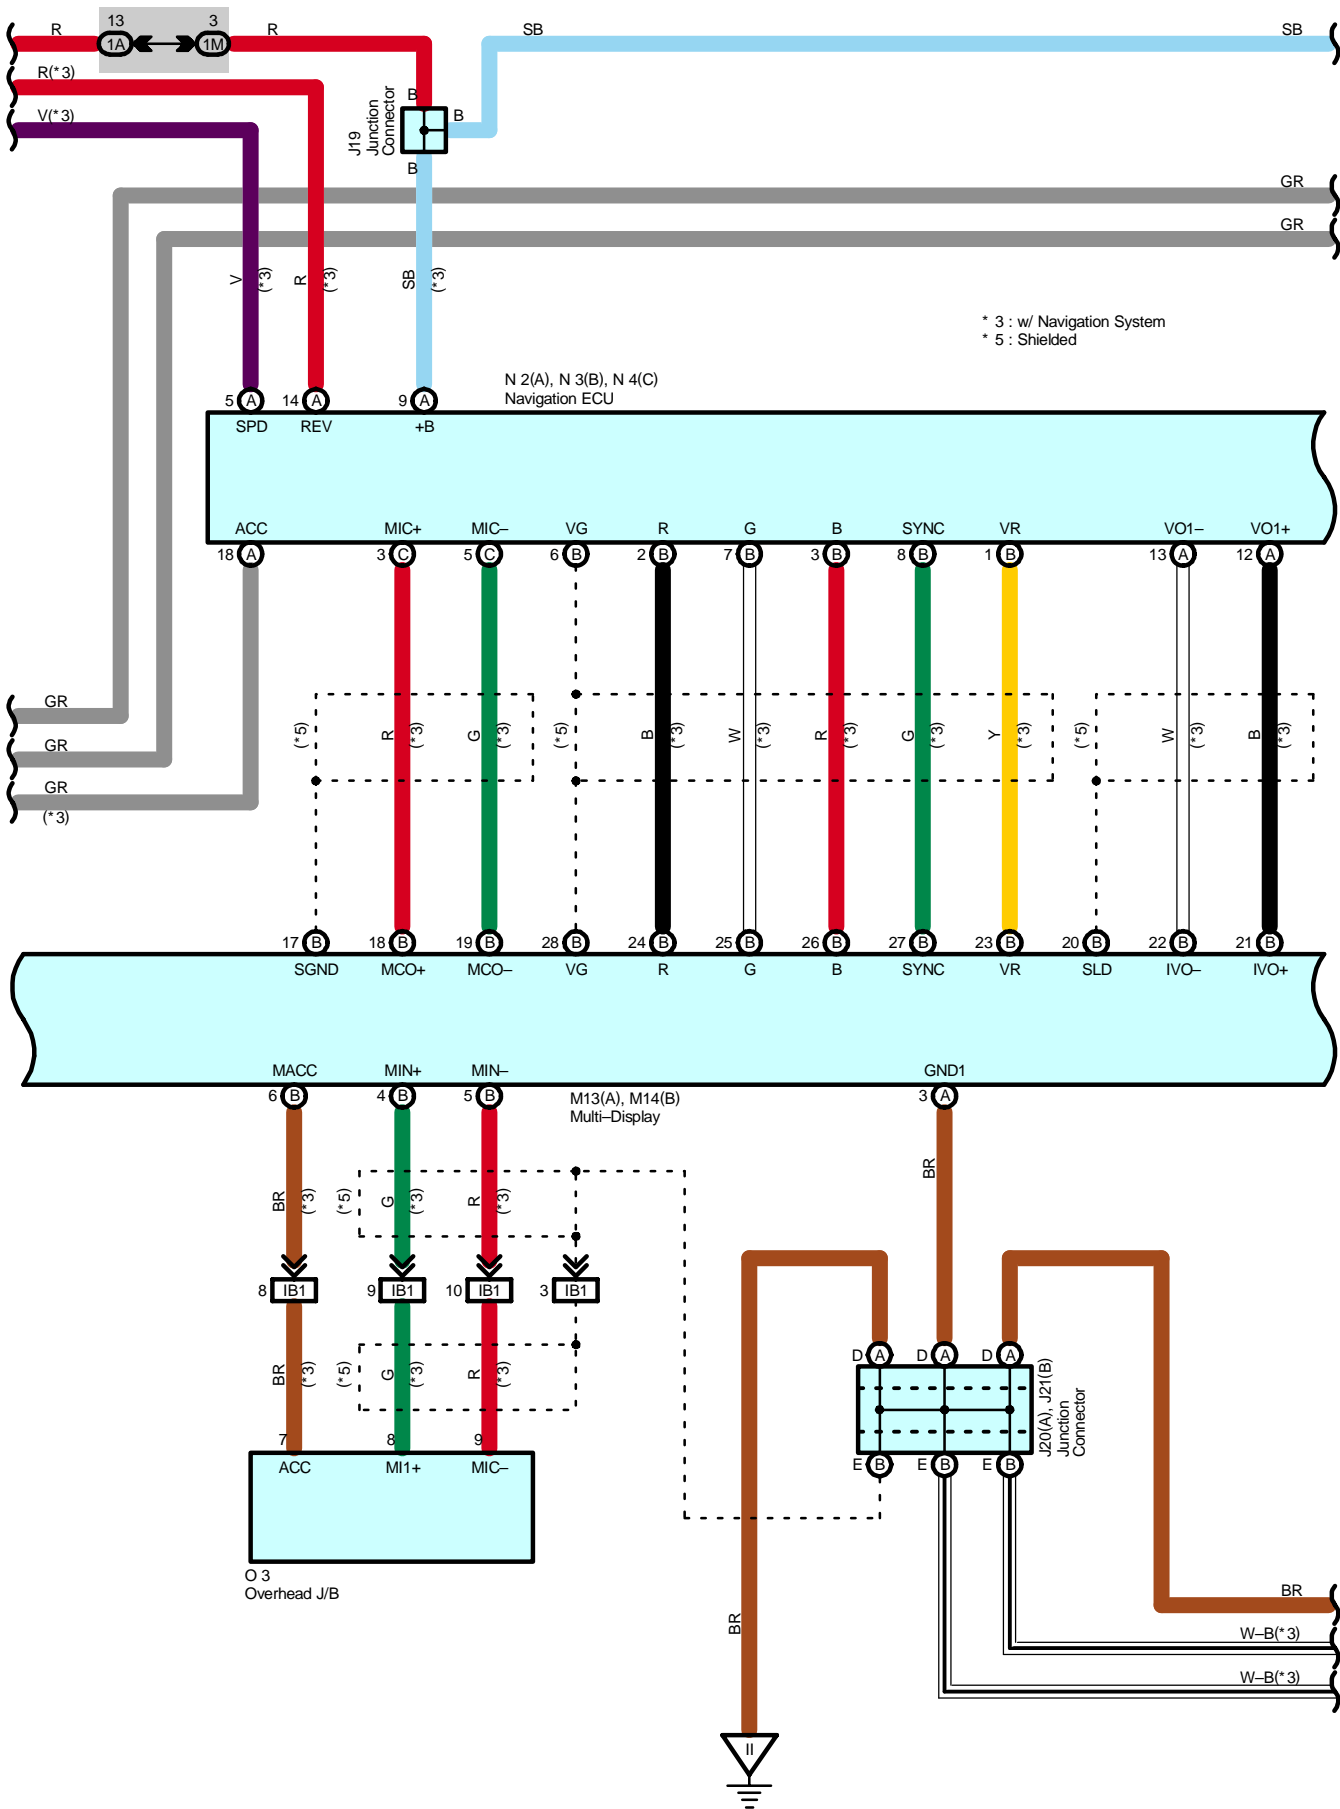 13 3
R 1A 1M R SB SB
R(*3)
V(*3)
B
B
B
J19
Junction
Connector
GR
GR
V (*3) R (*3) SB (*3)
* 3 : w/ Navigation System
* 5 : Shielded
N 2(A), N 3(B), N 4(C)
Navigation ECU
5 A 14 A 9 A
SPD REV +B
ACC MIC+ MIC– VG R G B SYNC VR VO1– VO1+
18 A 3 C 5 C 6 B 2 B 7 B 3 B 8 B 1 B 13 A 12 A
GR
GR
GR
(*3)
(*5) R (*3) G (*3) (*5) B (*3) W (*3) R (*3) G (*3) Y (*3) (*5) W (*3) B (*3)
17 B 18 B 19 B 28 B 24 B 25 B 26 B 27 B 23 B 20 B 22 B 21 B
SGND MCO+ MCO– VG R G B SYNC VR SLD IVO– IVO+
MACC MIN+ MIN– GND1
6 B 4 B 5 B 3 A
M13(A), M14(B)
Multi–Display
BR (*3) (*5) G (*3) R (*3) BR
8 IB1 9 IB1 10 IB1 3 IB1
BR (*3) (*5) G (*3) R (*3)
D A D A D A
J20(A), J21(B)
Junction
Connector
E B E B E B
7 8 9
ACC MI1+ MIC–
O 3
Overhead J/B
BR
BR
W–B(*3)
W–B(*3)
II